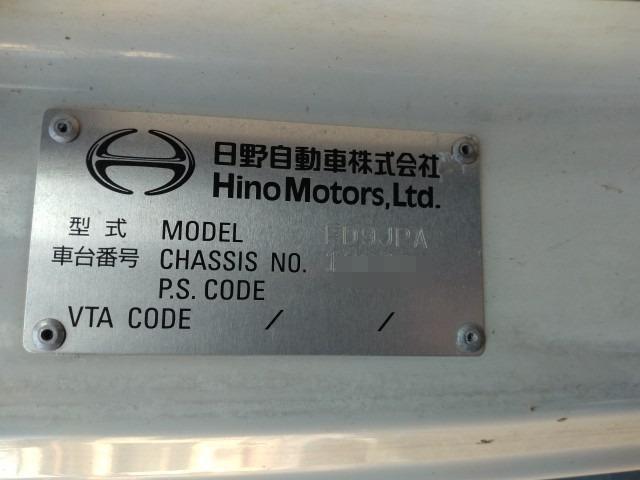 日野自動車株式会社
Hino Motors, Ltd.
型式 MODEL FD9JPA
車台番号 CHASSIS NO. 1
P.S. CODE
VTA CODE / /